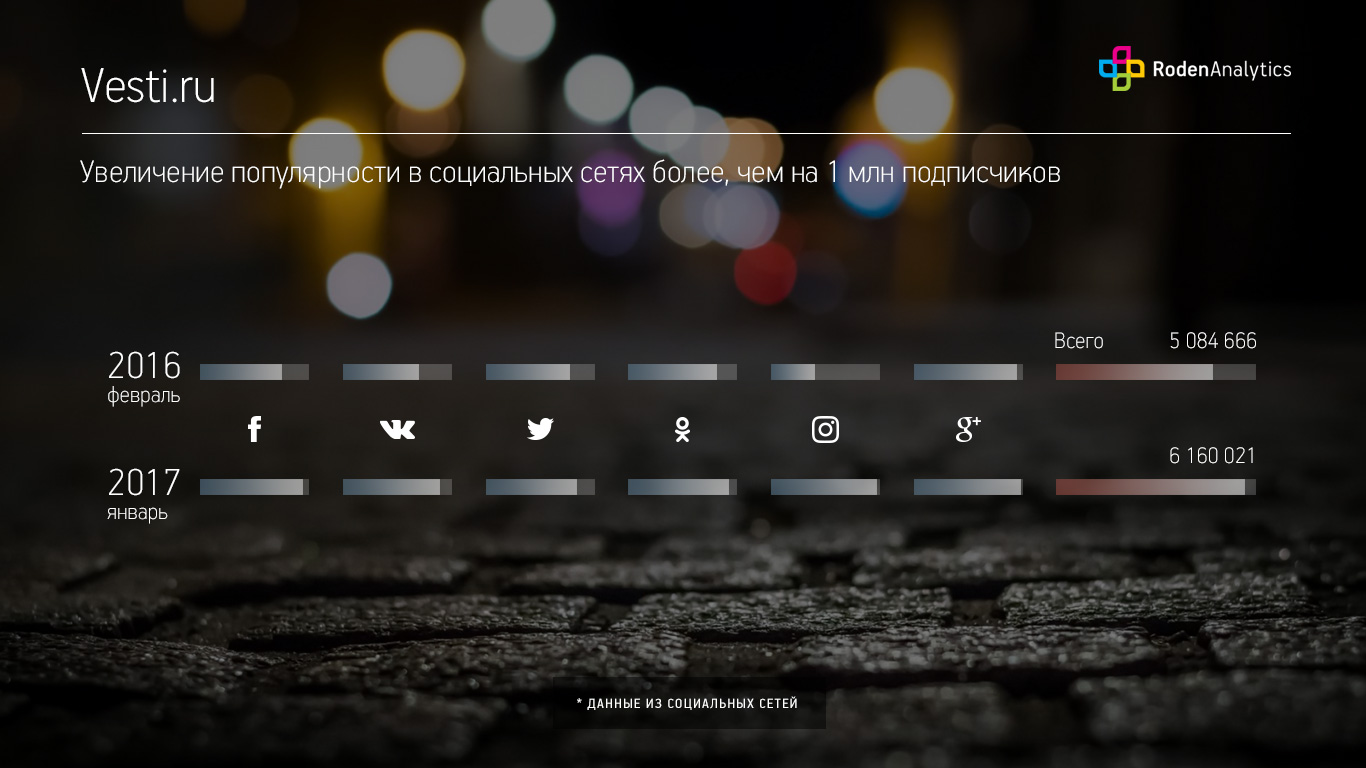 Vesti.ru
RodenAnalytics
Увеличение популярности в социальных сетях более, чем на 1 млн подписчиков
Всего 5 084 666
2016
февраль
6 160 021
2017
январь
* ДАННЫЕ ИЗ СОЦИАЛЬНЫХ СЕТЕЙ